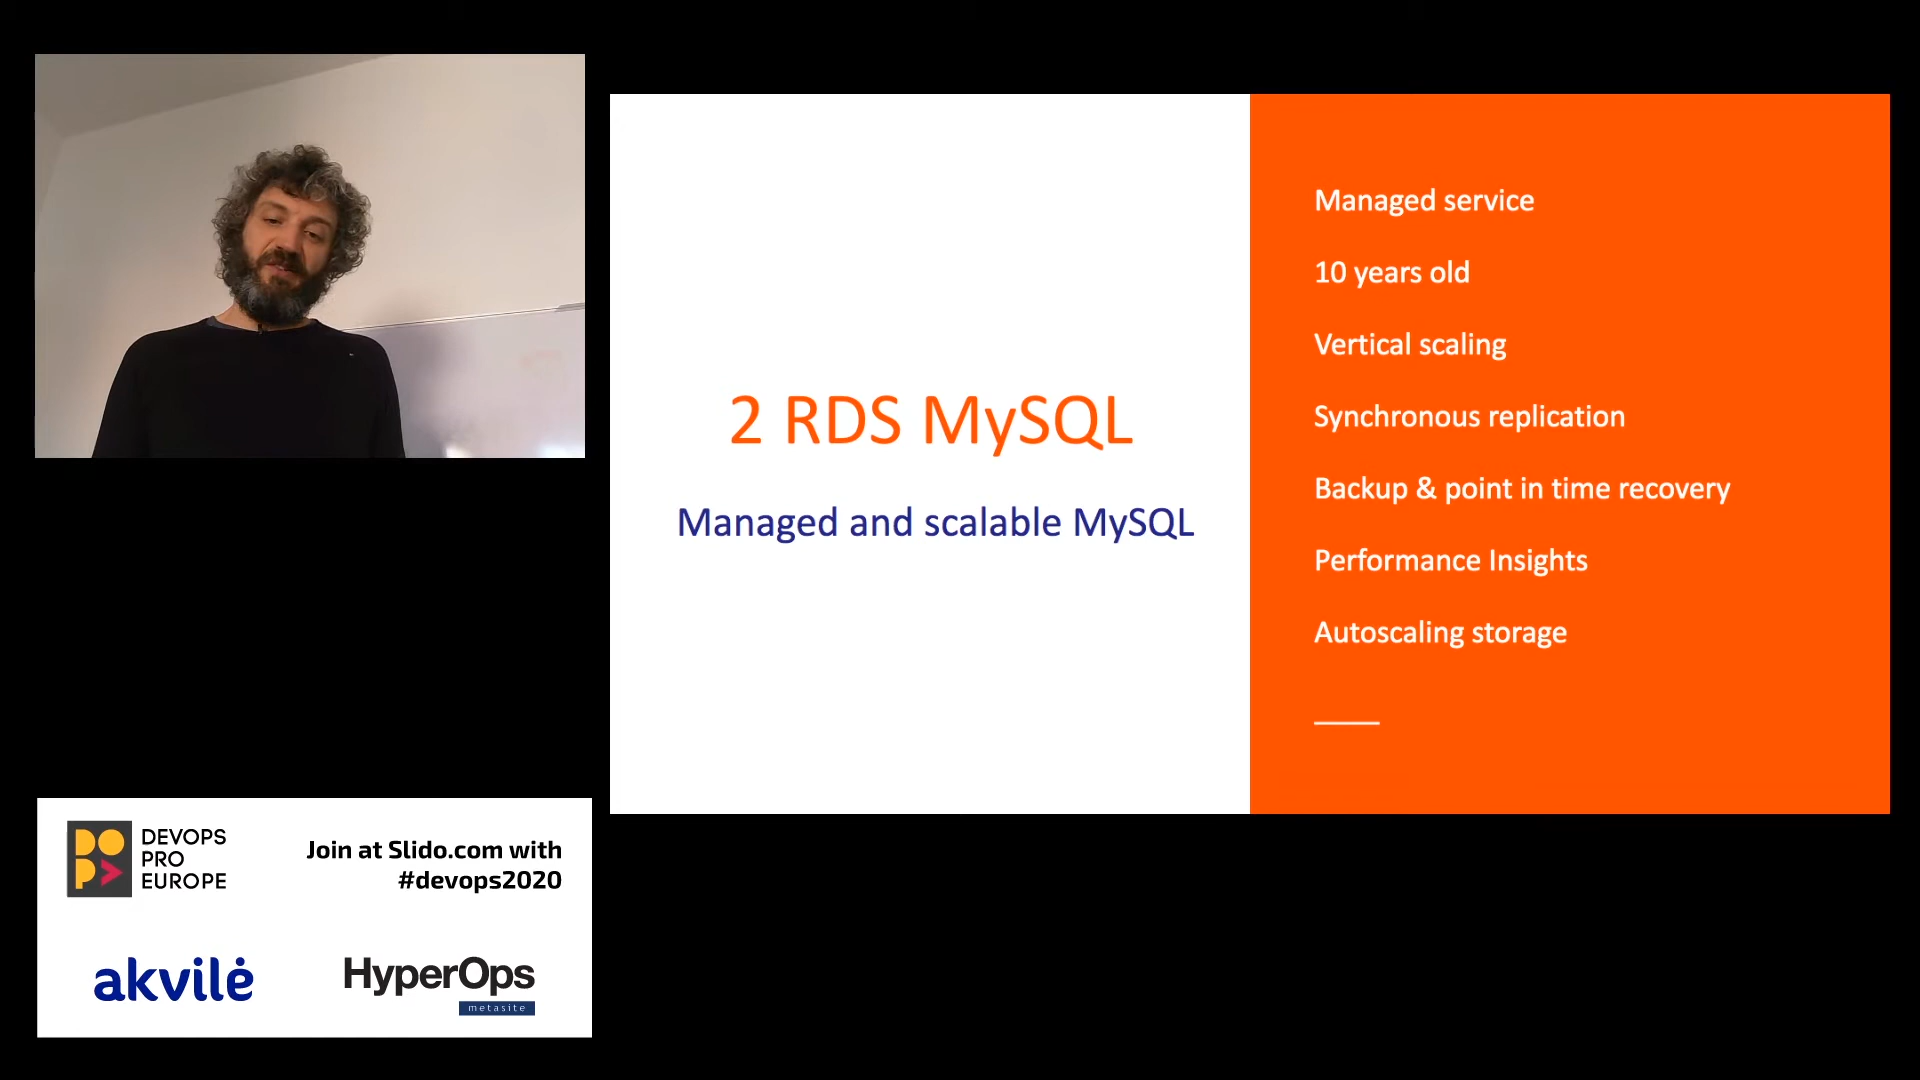 2 RDS MySQL
Managed and scalable MySQL
Managed service
10 years old
Vertical scaling
Synchronous replication
Backup & point in time recovery
Performance Insights
Autoscaling storage
DEVOPS
PRO
EUROPE
Join at Slido.com with
#devops2020
akvilė
HyperOps
metasite